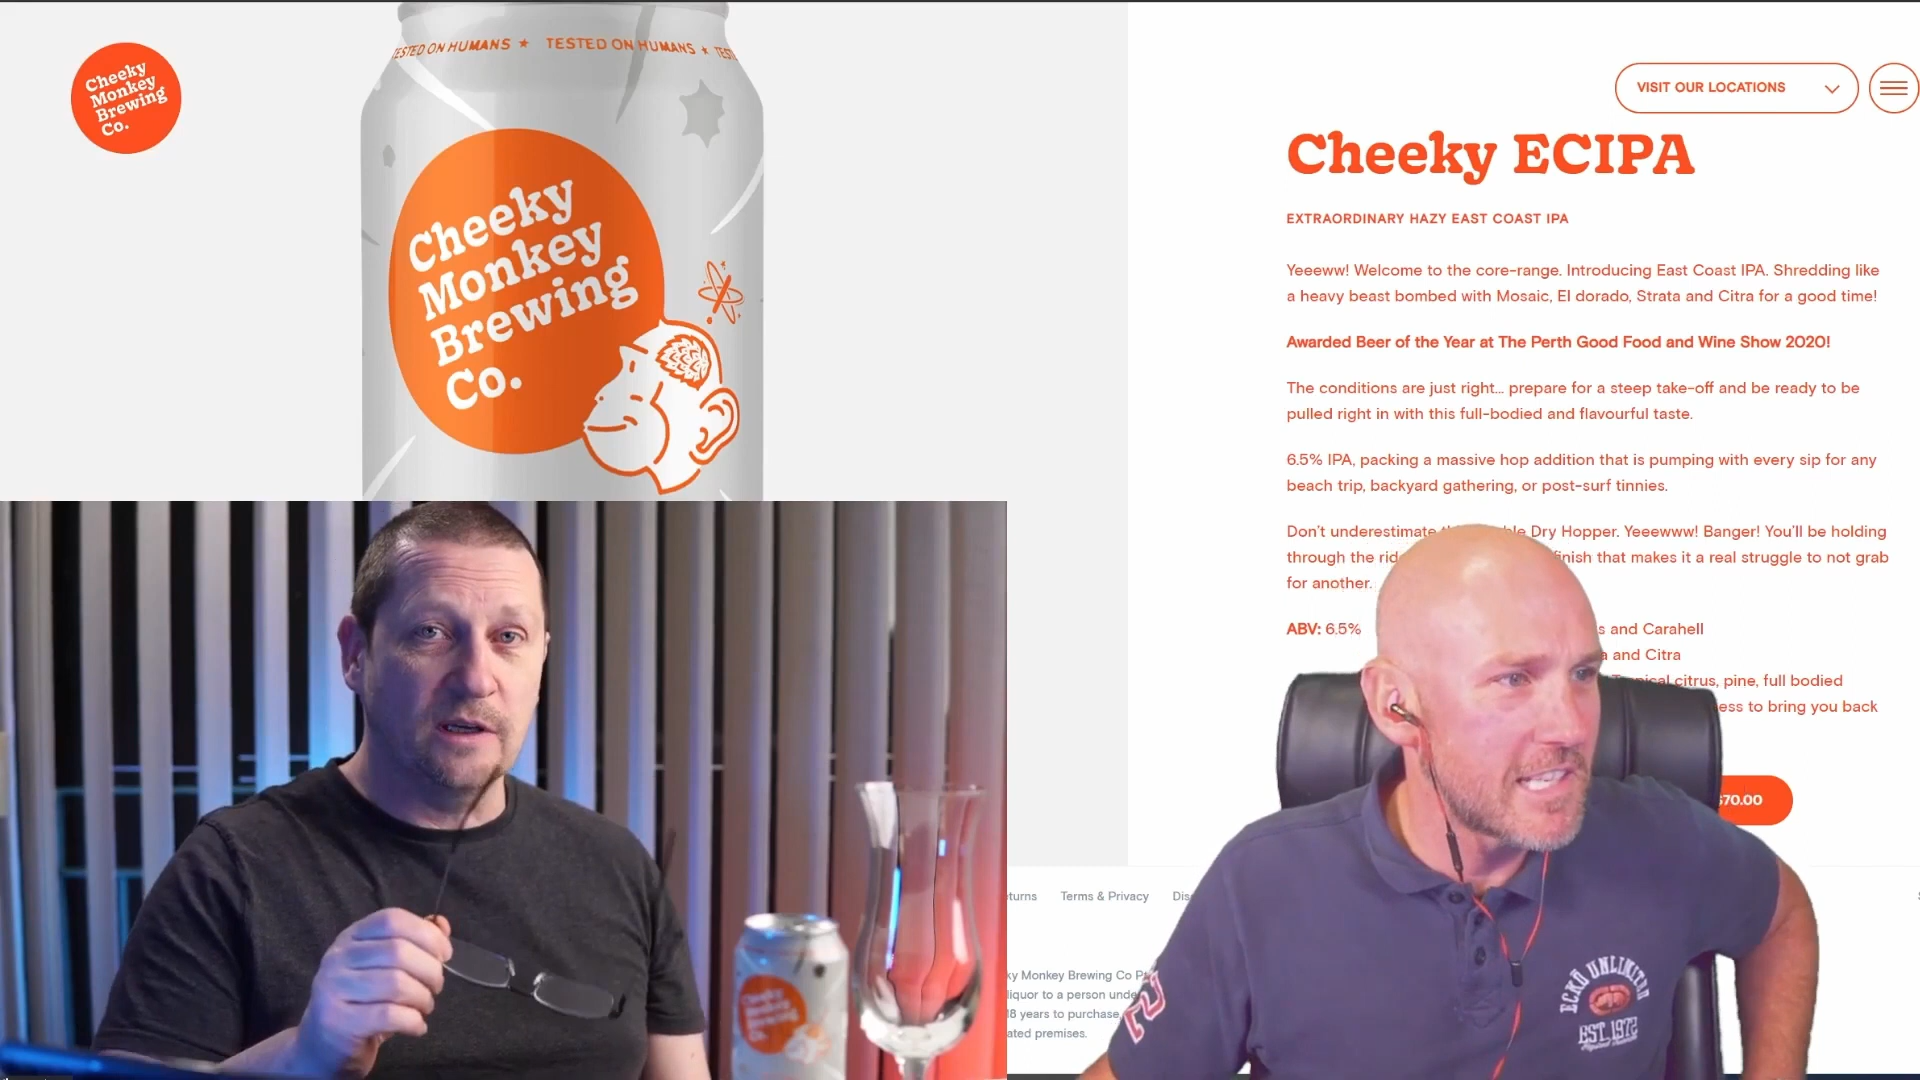 TESTED ON HUMANS ★ TESTED ON HUMANS ★
Cheeky
Monkey
Brewing
Co.
Cheeky
Monkey
Brewing
Co.
VISIT OUR LOCATIONS
Cheeky ECIPA
EXTRAORDINARY HAZY EAST COAST IPA
Yeeeww! Welcome to the core-range. Introducing East Coast IPA. Shredding like
a heavy beast bombed with Mosaic, El dorado, Strata and Citra for a good time!
Awarded Beer of the Year at The Perth Good Food and Wine Show 2020!
The conditions are just right... prepare for a steep take-off and be ready to be
pulled right in with this full-bodied and flavourful taste.
6.5% IPA, packing a massive hop addition that is pumping with every sip for any
beach trip, backyard gathering, or post-surf tinnies.
Don't underestimate Dry Hopper. Yeeewww! Banger! You'll be holding
through the finish that makes it a real struggle to not grab
for another.
ABV: 6.5% and Carahell
and Citra
citrus, pine, full bodied
to bring you back
$70.00
Terms & Privacy
Monkey Brewing Co
liquor to a person
18 years to purchase,
premises.
Cheeky
Monkey
Brewing
Co.
ECKŌ UNLIMITED
EST. 1972